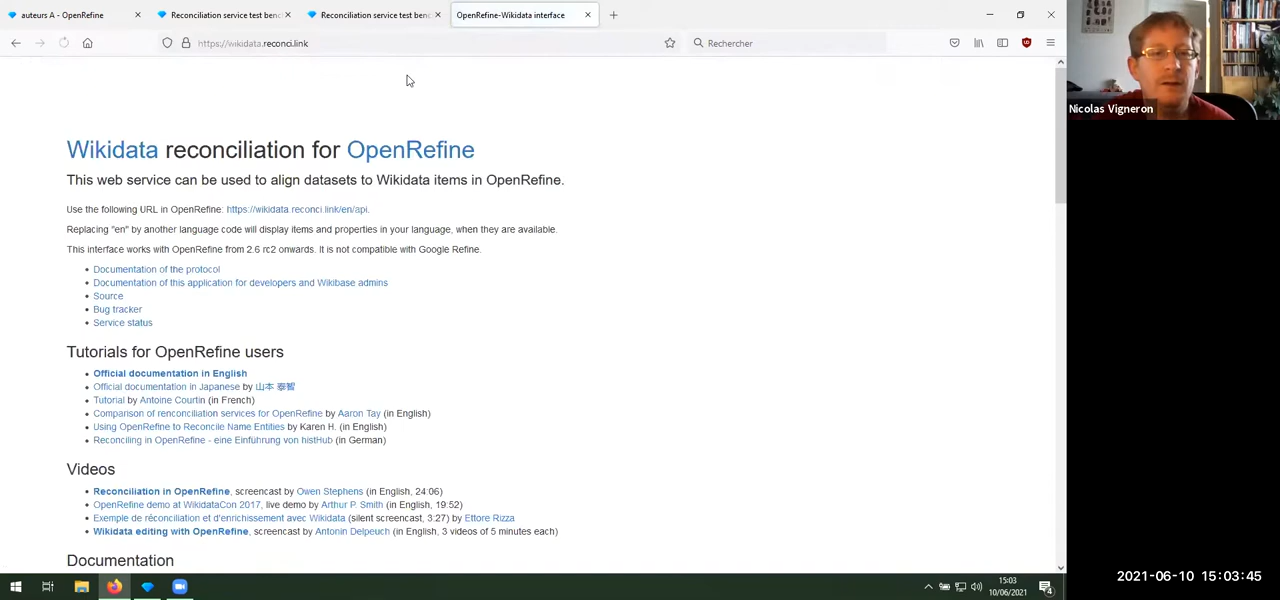 auteurs A - OpenRefine
Reconciliation service test benc
Reconciliation service test benc
OpenRefine-Wikidata interface
https://wikidata.reconci.link
Rechercher
Nicolas Vigneron
Wikidata reconciliation for OpenRefine
This web service can be used to align datasets to Wikidata items in OpenRefine.
Use the following URL in OpenRefine: https://wikidata.reconci.link/en/api.
Replacing "en" by another language code will display items and properties in your language, when they are available.
This interface works with OpenRefine from 2.6 rc2 onwards. It is not compatible with Google Refine.
Documentation of the protocol
Documentation of this application for developers and Wikibase admins
Source
Bug tracker
Service status
Tutorials for OpenRefine users
Official documentation in English
Official documentation in Japanese by 山本 泰智
Tutorial by Antoine Courtin (in French)
Comparison of renconciliation services for OpenRefine by Aaron Tay (in English)
Using OpenRefine to Reconcile Name Entities by Karen H. (in English)
Reconciling in OpenRefine - eine Einführung von histHub (in German)
Videos
Reconciliation in OpenRefine, screencast by Owen Stephens (in English, 24:06)
OpenRefine demo at WikidataCon 2017, live demo by Arthur P. Smith (in English, 19:52)
Exemple de réconciliation et d'enrichissement avec Wikidata (silent screencast, 3:27) by Ettore Rizza
Wikidata editing with OpenRefine, screencast by Antonin Delpeuch (in English, 3 videos of 5 minutes each)
Documentation
15:03
10/06/2021
4
2021-06-10 15:03:45